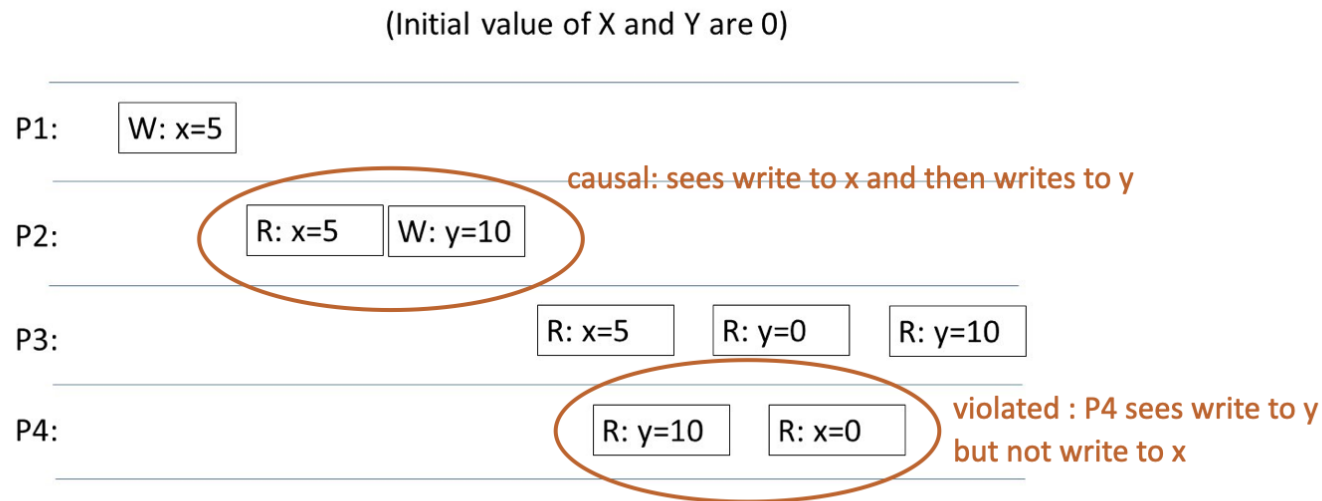 (Initial value of X and Y are 0)
P1: W: x=5
causal: sees write to x and then writes to y
P2: R: x=5 W: y=10
P3: R: x=5 R: y=0 R: y=10
P4: R: y=10 R: x=0
violated : P4 sees write to y
but not write to x